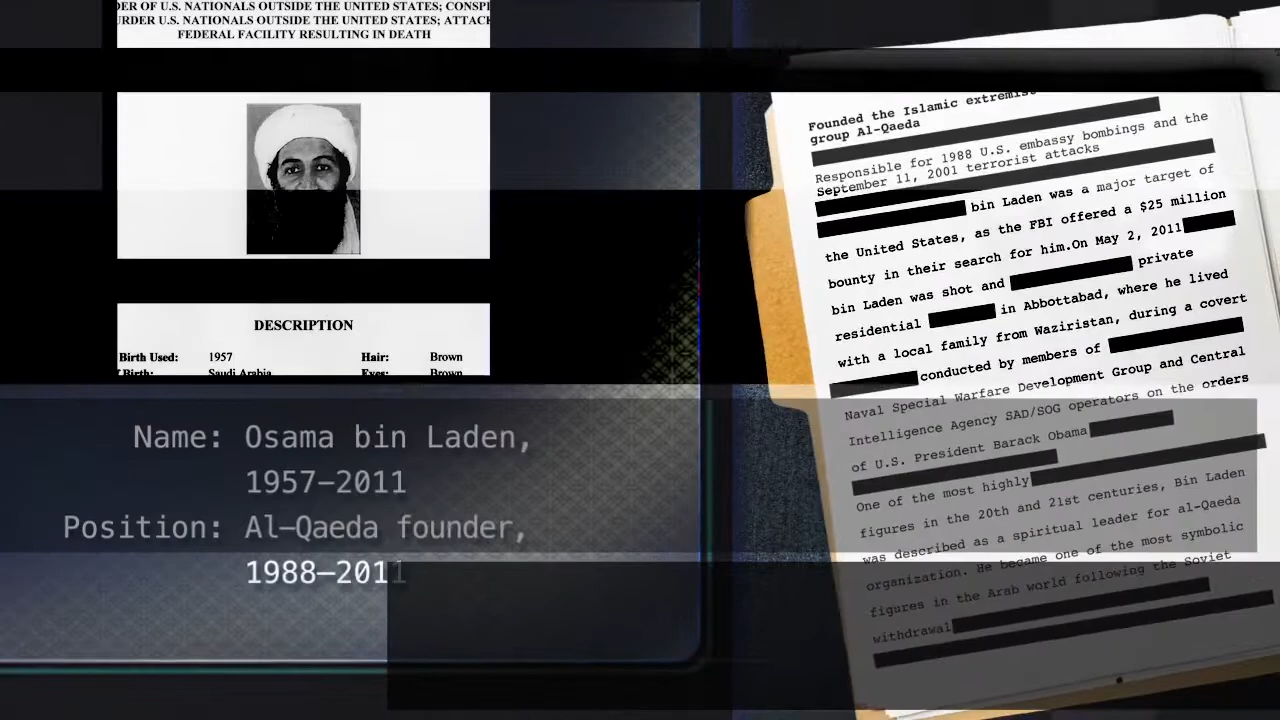 DER OF U.S. NATIONALS OUTSIDE THE UNITED STATES; CONSPI
URDER U.S. NATIONALS OUTSIDE THE UNITED STATES; ATTACK
FEDERAL FACILITY RESULTING IN DEATH
DESCRIPTION
Birth Used: 1957 Hair: Brown
Birth: Saudi Arabia Eyes: Brown
Name: Osama bin Laden,
1957–2011
Position: Al–Qaeda founder,
1988–2011
Founded the Islamic extremist
group Al-Qaeda
Responsible for 1988 U.S. embassy bombings and the
September 11, 2001 terrorist attacks
bin Laden was a major target of
the United States, as the FBI offered a $25 million
bounty in their search for him.On May 2, 2011
bin Laden was shot and private
residential in Abbottabad, where he lived
with a local family from Waziristan, during a covert
conducted by members of
Naval Special Warfare Development Group and Central
Intelligence Agency SAD/SOG operators on the orders
of U.S. President Barack Obama
One of the most highly
figures in the 20th and 21st centuries, Bin Laden
was described as a spiritual leader for al-Qaeda
organization. He became one of the most symbolic
figures in the Arab world following the Soviet
withdrawal